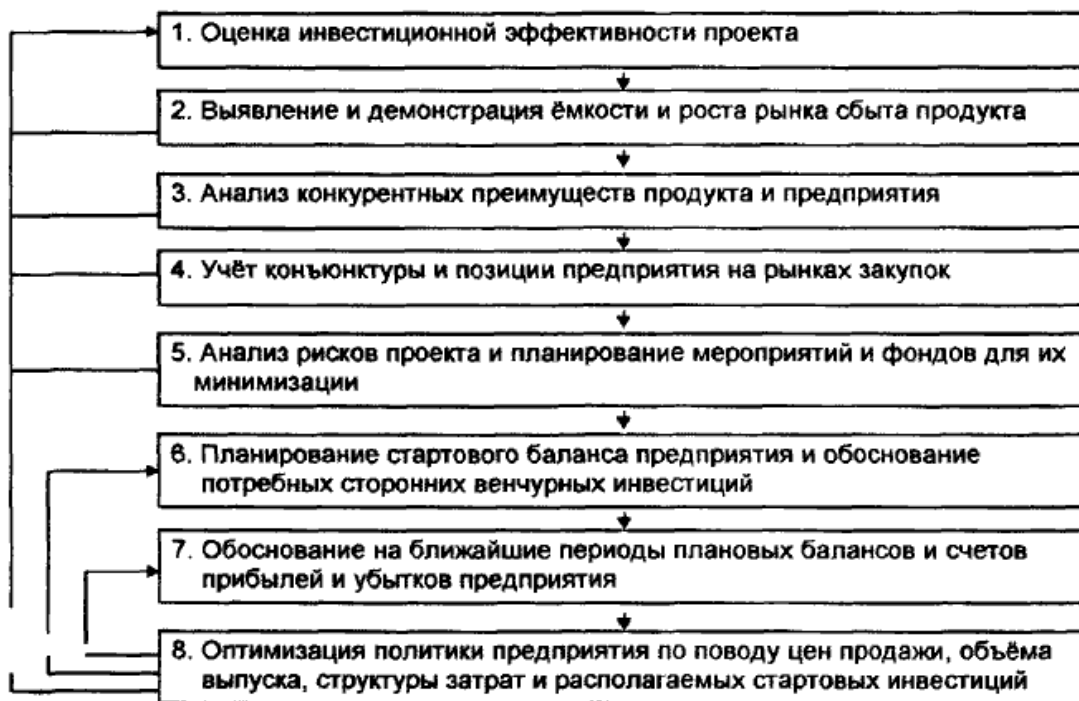 1. Оценка инвестиционной эффективности проекта
2. Выявление и демонстрация ёмкости и роста рынка сбыта продукта
3. Анализ конкурентных преимуществ продукта и предприятия
4. Учёт конъюнктуры и позиции предприятия на рынках закупок
5. Анализ рисков проекта и планирование мероприятий и фондов для их
минимизации
6. Планирование стартового баланса предприятия и обоснование
потребных сторонних венчурных инвестиций
7. Обоснование на ближайшие периоды плановых балансов и счетов
прибылей и убытков предприятия
8. Оптимизация политики предприятия по поводу цен продажи, объёма
выпуска, структуры затрат и располагаемых стартовых инвестиций